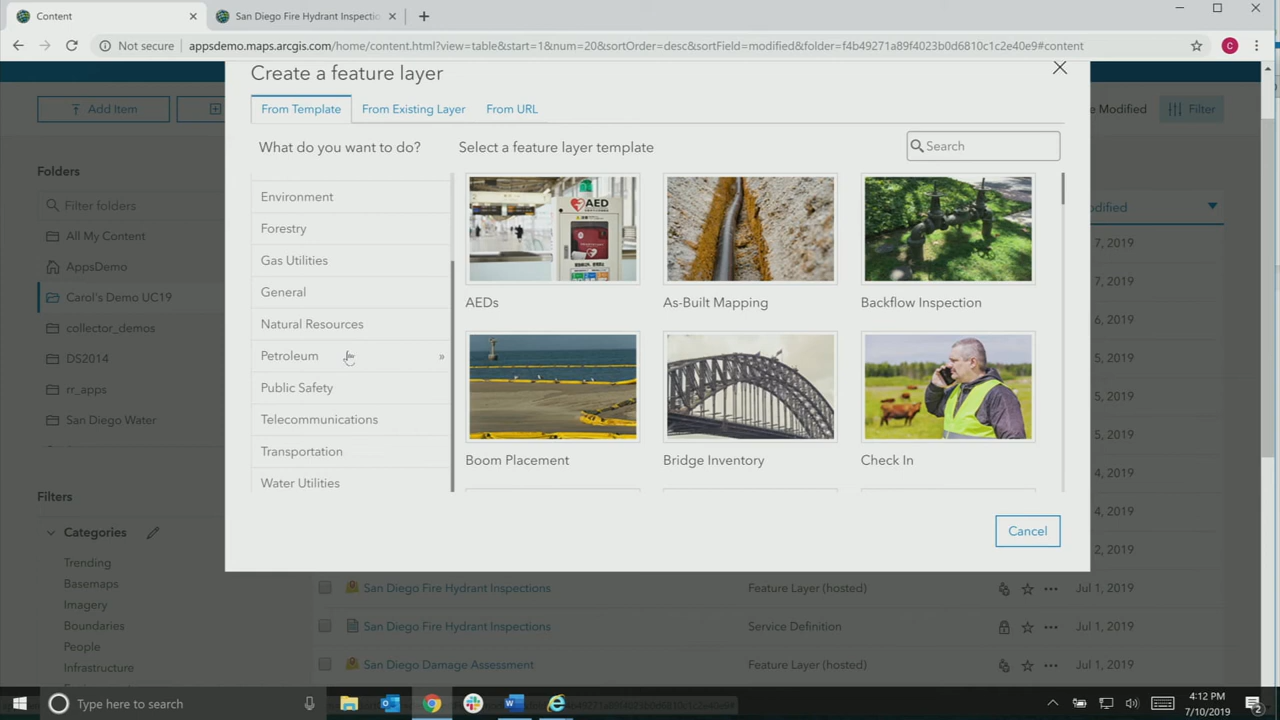 Content
San Diego Fire Hydrant Inspectio
Not secure
appsdemo.maps.arcgis.com/home/content.html?view=table&start=1&num=20&sortOrder=desc&sortField=modified&folder=f4b49271a89f4023b0d6810c1c2e40e9#content
C
Create a feature layer
From Template
From Existing Layer
From URL
Add Item
e Modified
Filter
What do you want to do?
Select a feature layer template
Search
Folders
Filter folders
All My Content
AppsDemo
Carol's Demo UC19
collector_demos
DS2014
rr_apps
San Diego Water
Environment
Forestry
Gas Utilities
General
Natural Resources
Petroleum »
Public Safety
Telecommunications
Transportation
Water Utilities
AED
AEDs
As-Built Mapping
Backflow Inspection
Boom Placement
Bridge Inventory
Check In
Cancel
odified
7, 2019
7, 2019
7, 2019
7, 2019
5, 2019
5, 2019
4, 2019
4, 2019
2, 2019
Filters
Categories
Trending
Basemaps
Imagery
Boundaries
People
Infrastructure
San Diego Fire Hydrant Inspections
Feature Layer (hosted)
Jul 1, 2019
San Diego Fire Hydrant Inspections
Service Definition
Jul 1, 2019
San Diego Damage Assessment
Feature Layer (hosted)
Jul 1, 2019
Type here to search
4:12 PM
7/10/2019
2